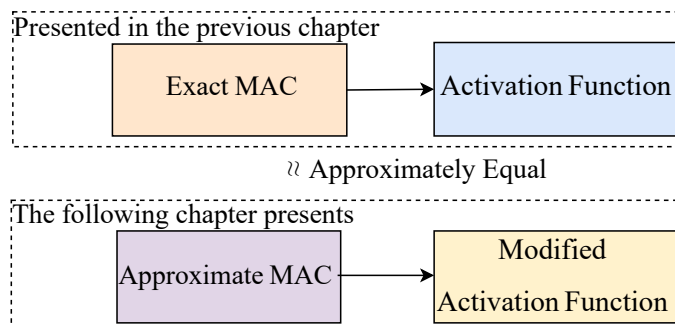 Presented in the previous chapter
Exact MAC
Activation Function
≈ Approximately Equal
The following chapter presents
Approximate MAC
Modified
Activation Function